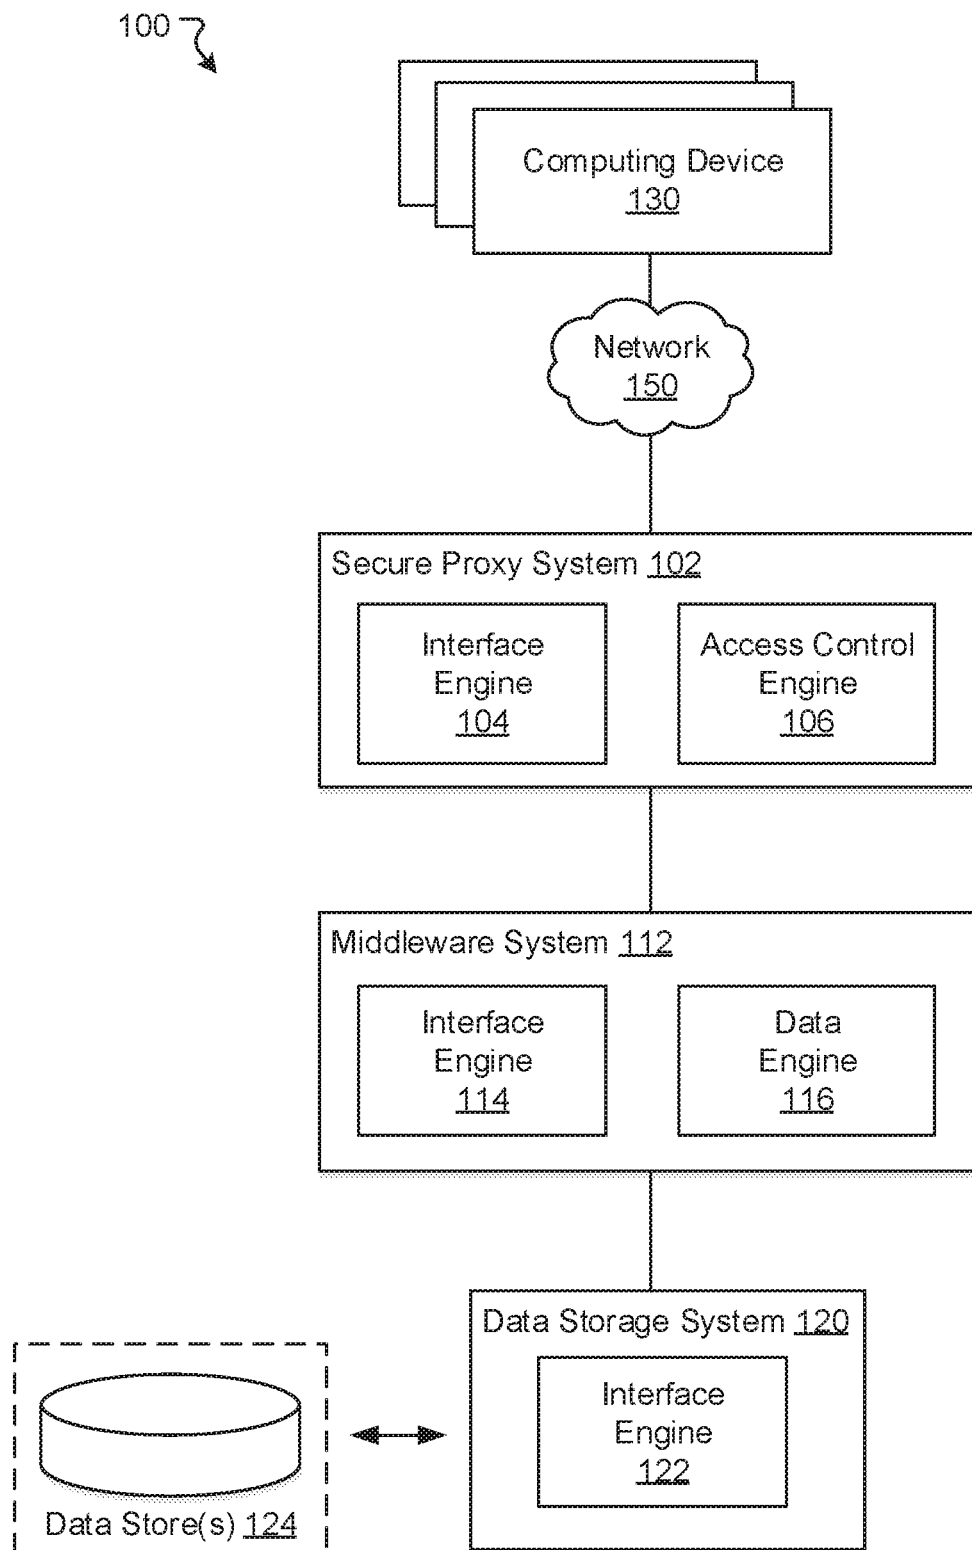 100
Computing Device
130
Network
150
Secure Proxy System 102
Interface
Engine
104
Access Control
Engine
106
Middleware System 112
Interface
Engine
114
Data
Engine
116
Data Storage System 120
Interface
Engine
122
Data Store(s) 124